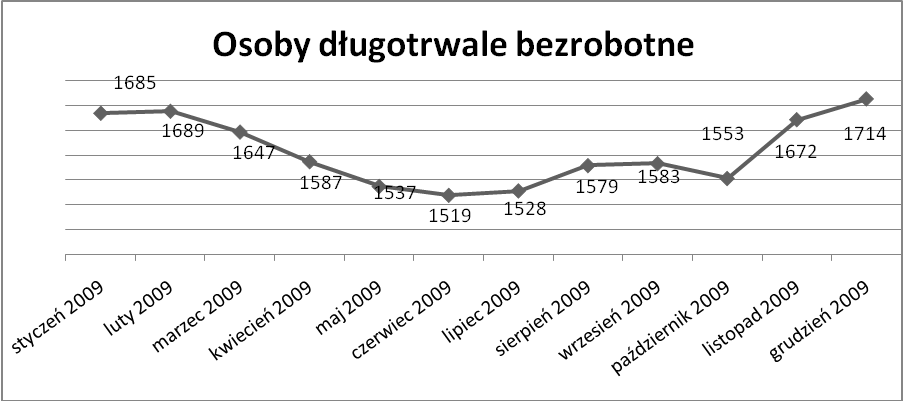 Osoby długotrwale bezrobotne
1685
1689
1647
1587
1537
1519
1528
1579
1583
1553
1672
1714
styczeń 2009
luty 2009
marzec 2009
kwiecień 2009
maj 2009
czerwiec 2009
lipiec 2009
sierpień 2009
wrzesień 2009
październik 2009
listopad 2009
grudzień 2009